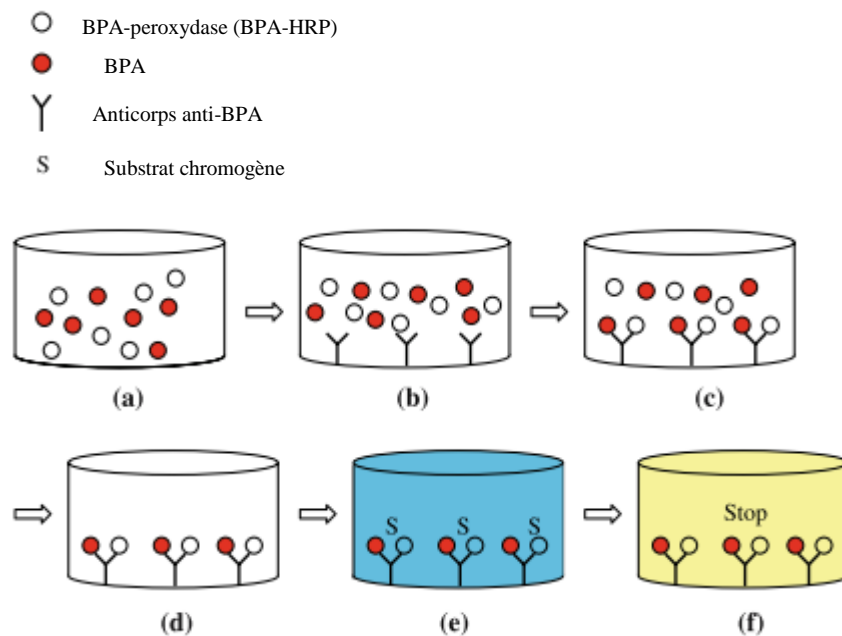 BPA-peroxydase (BPA-HRP)
BPA
Anticorps anti-BPA
S Substrat chromogène
(a) (b) (c)
S S S Stop
(d) (e) (f)